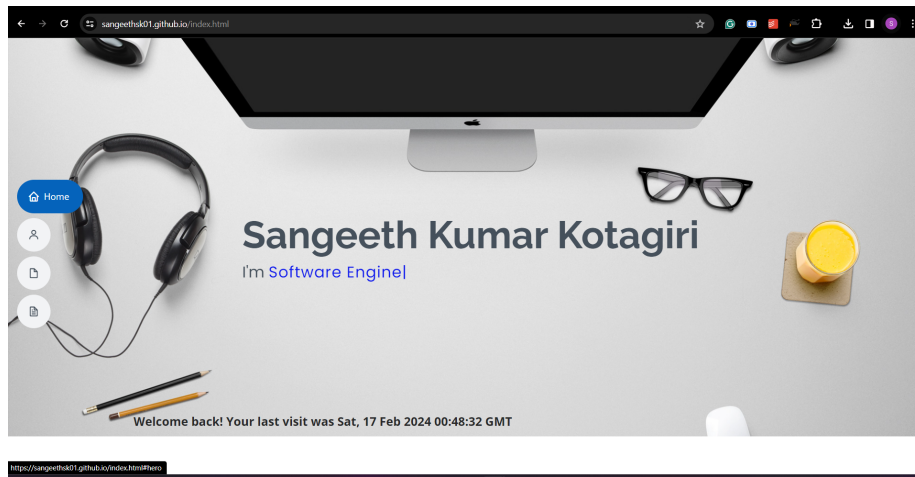 sangeethsk01.github.io/index.html
Home
Sangeeth Kumar Kotagiri
I'm Software Engine|
Welcome back! Your last visit was Sat, 17 Feb 2024 00:48:32 GMT
https://sangeethsk01.github.io/index.html#hero